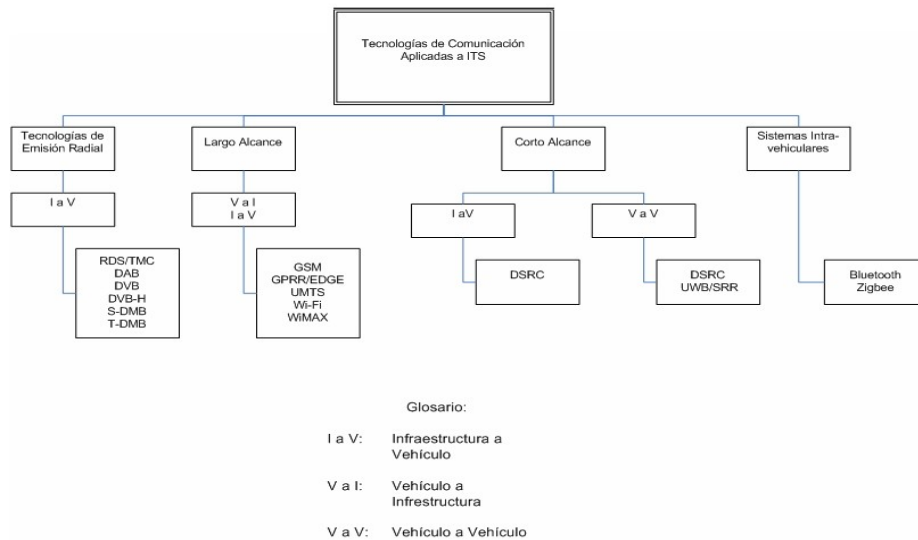 Tecnologías de Comunicación
Aplicadas a ITS
Tecnologías de
Emisión Radial
Largo Alcance
Corto Alcance
Sistemas Intra-
vehiculares
I a V
V a I
I a V
I aV
V a V
RDS/TMC
DAB
DVB
DVB-H
S-DMB
T-DMB
GSM
GPRR/EDGE
UMTS
Wi-Fi
WiMAX
DSRC
DSRC
UWB/SRR
Bluetooth
Zigbee
Glosario:
I a V: Infraestructura a
Vehículo
V a I: Vehículo a
Infrestructura
V a V: Vehículo a Vehículo